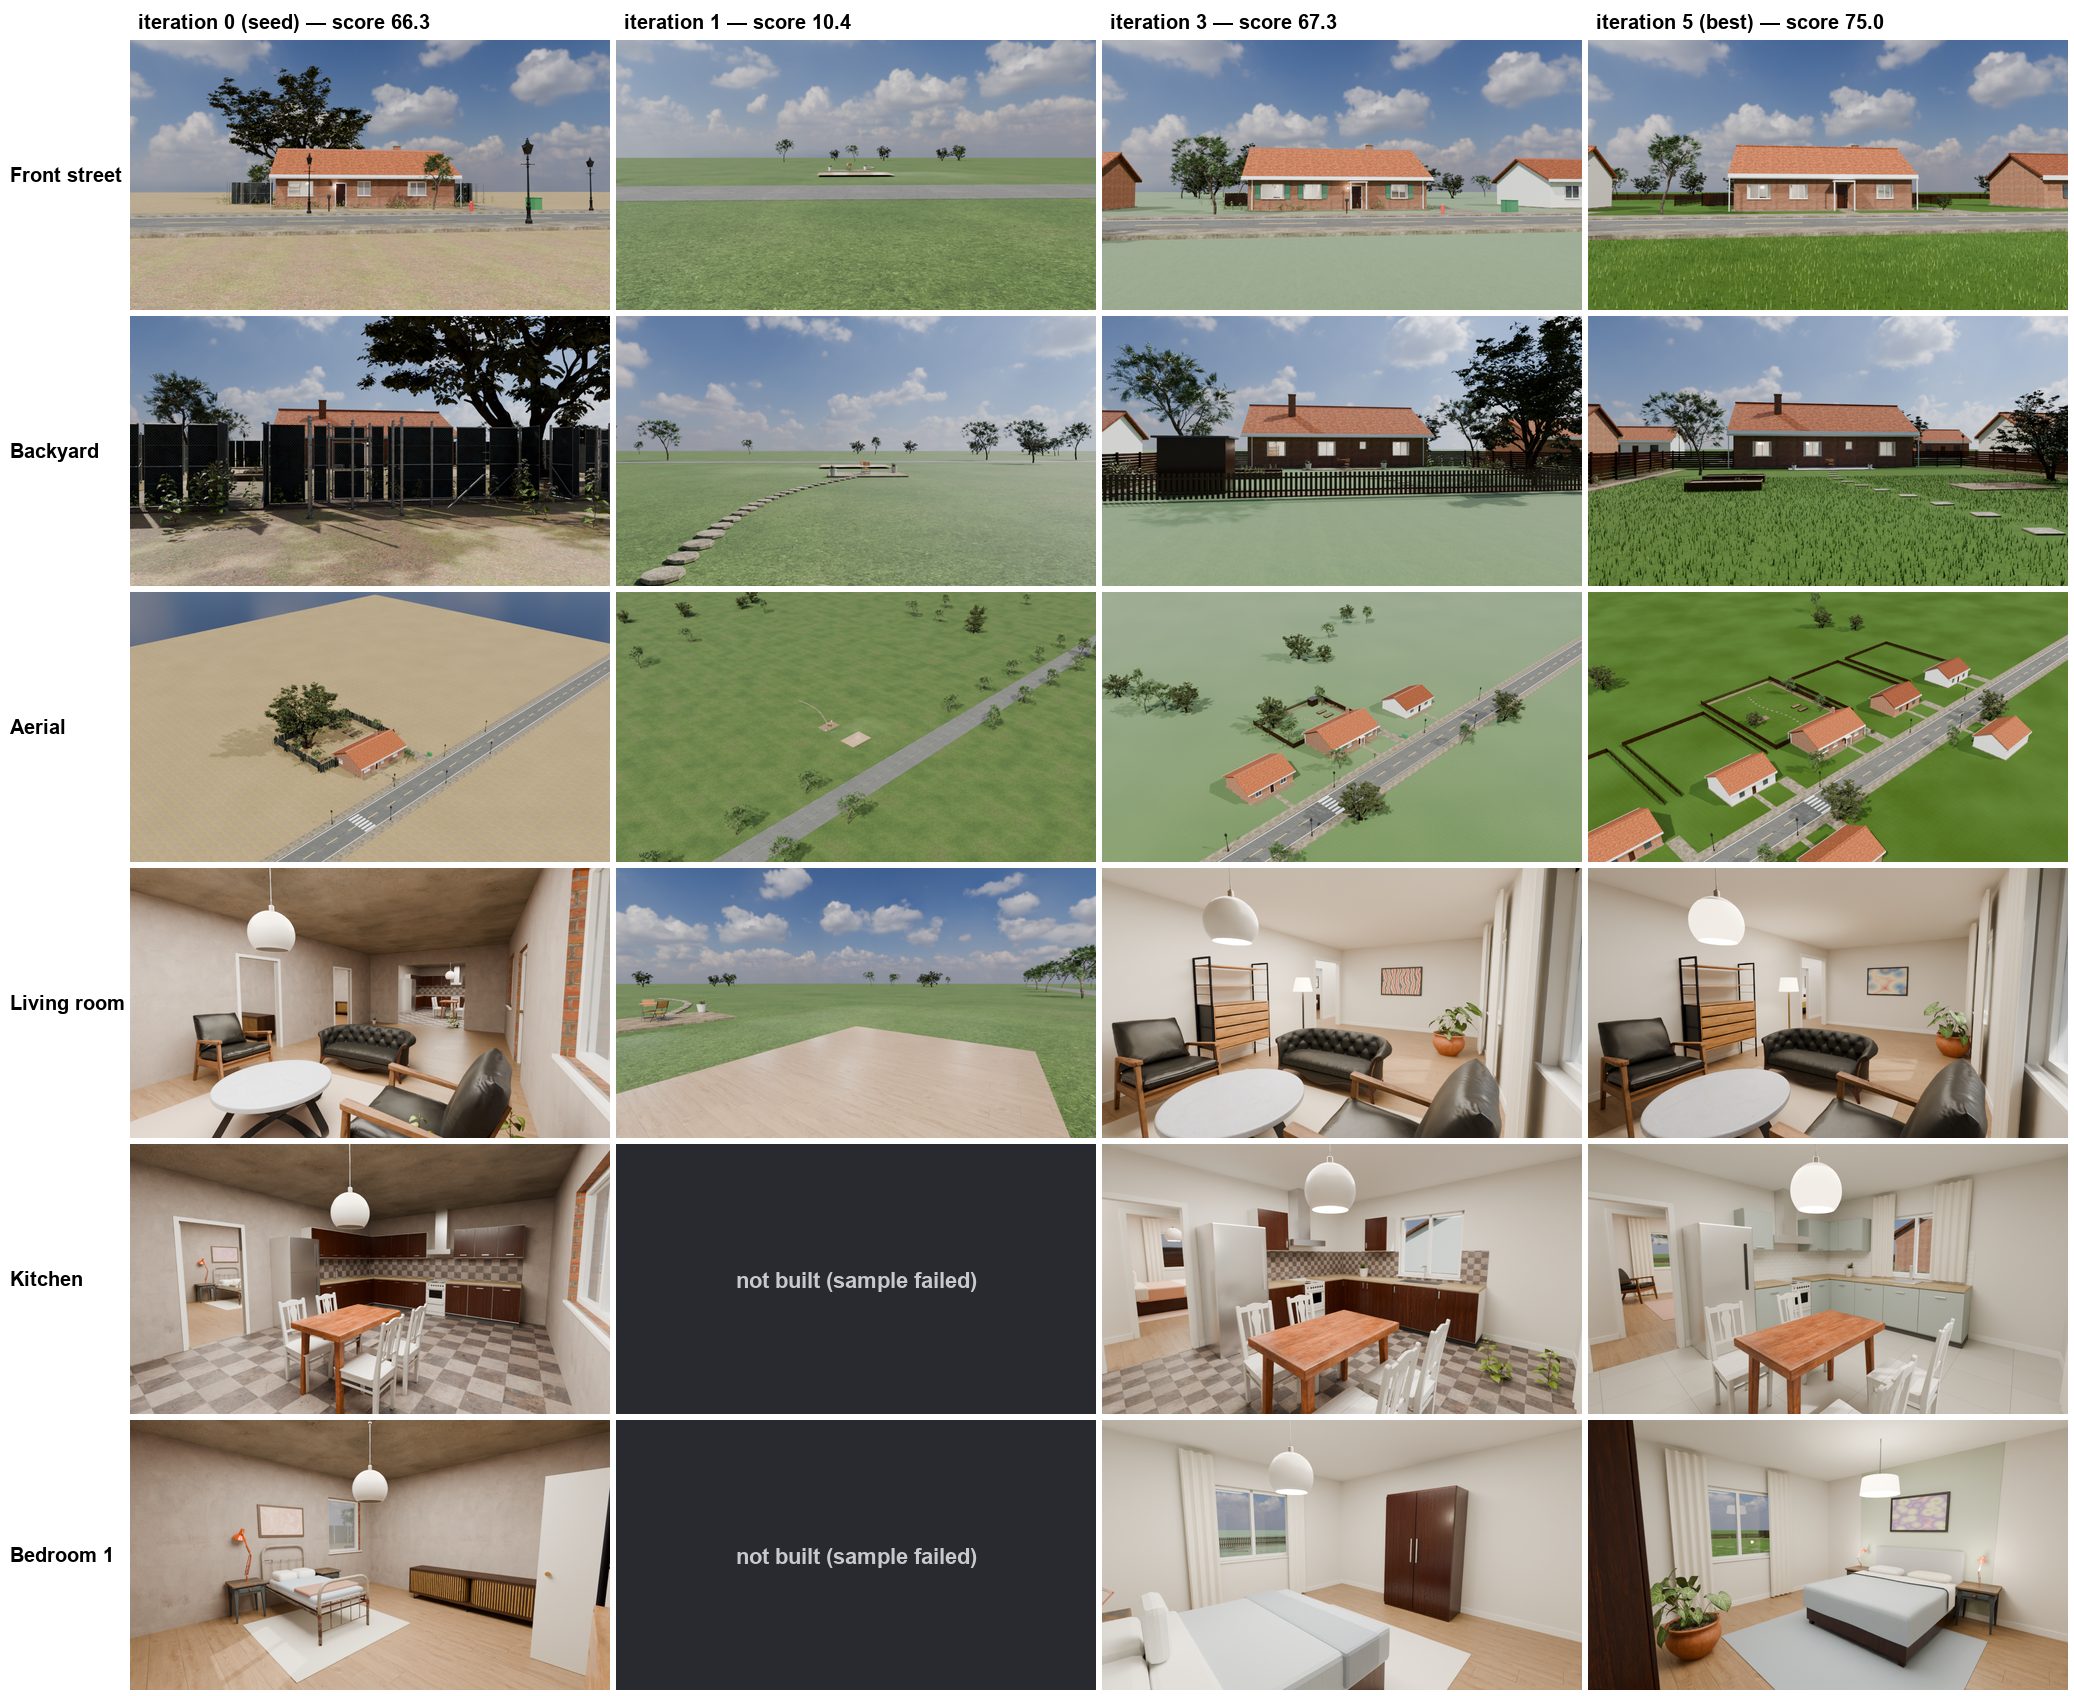 iteration 0 (seed) — score 66.3
iteration 1 — score 10.4
iteration 3 — score 67.3
iteration 5 (best) — score 75.0
Front street
Backyard
Aerial
Living room
Kitchen
not built (sample failed)
Bedroom 1
not built (sample failed)